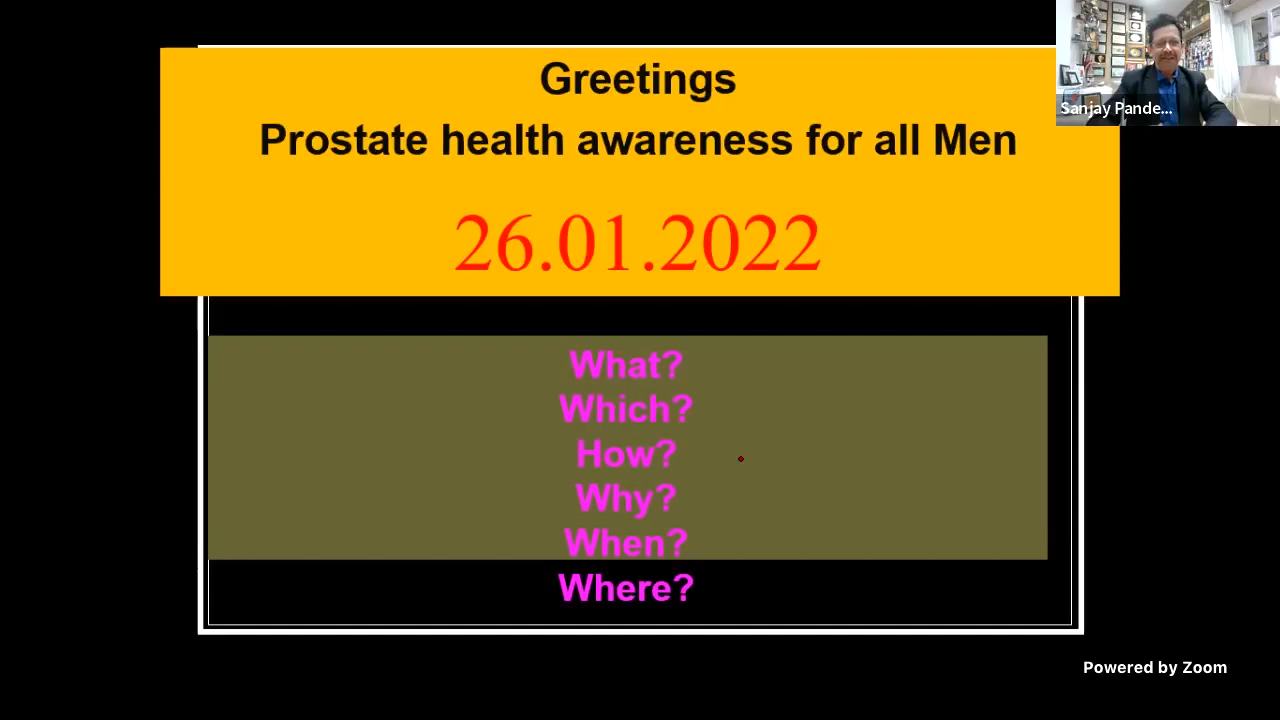 Greetings
Prostate health awareness for all Men
26.01.2022
Sanjay Pande...
What?
Which?
How?
Why?
When?
Where?
Powered by Zoom